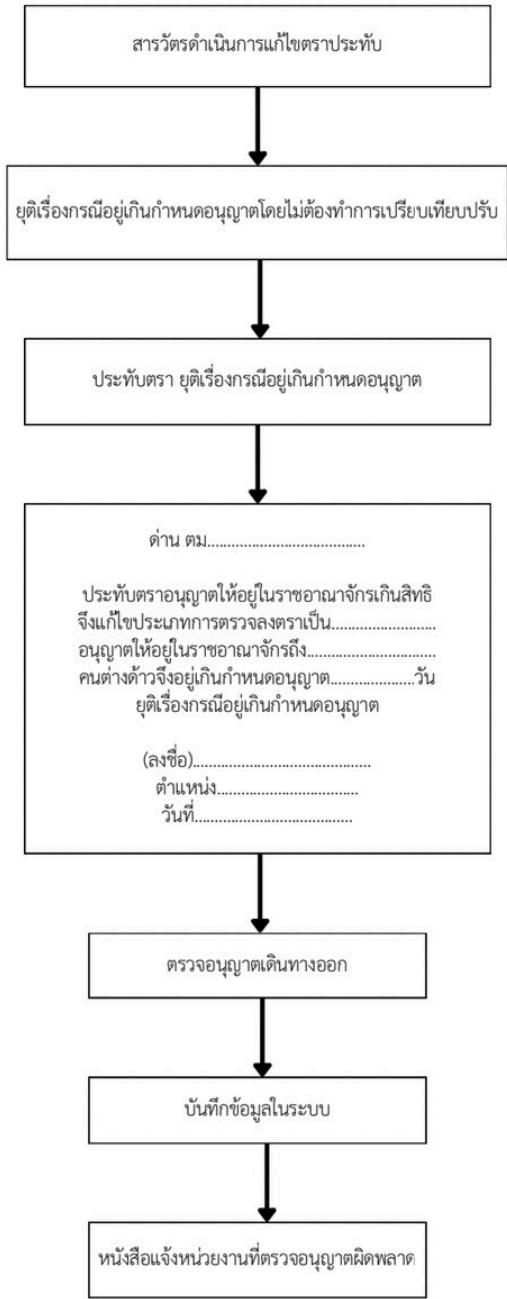 สารวัตรดำเนินการแก้ไขตราประทับ
ยุติเรื่องกรณีอยู่เกินกำหนดอนุญาตโดยไม่ต้องทำการเปรียบเทียบปรับ
ประทับตรา ยุติเรื่องกรณีอยู่เกินกำหนดอนุญาต
ด่าน ตม.......................................
ประทับตราอนุญาตให้อยู่ในราชอาณาจักรเกินสิทธิ
จึงแก้ไขประเภทการตรวจลงตราเป็น..........................
อนุญาตให้อยู่ในราชอาณาจักรถึง................................
คนต่างด้าวจึงอยู่เกินกำหนดอนุญาต.....................วัน
ยุติเรื่องกรณีอยู่เกินกำหนดอนุญาต
(ลงชื่อ)............................................
ตำแหน่ง...................................
วันที่.......................................
ตรวจอนุญาตเดินทางออก
บันทึกข้อมูลในระบบ
หนังสือแจ้งหน่วยงานที่ตรวจอนุญาตผิดพลาด